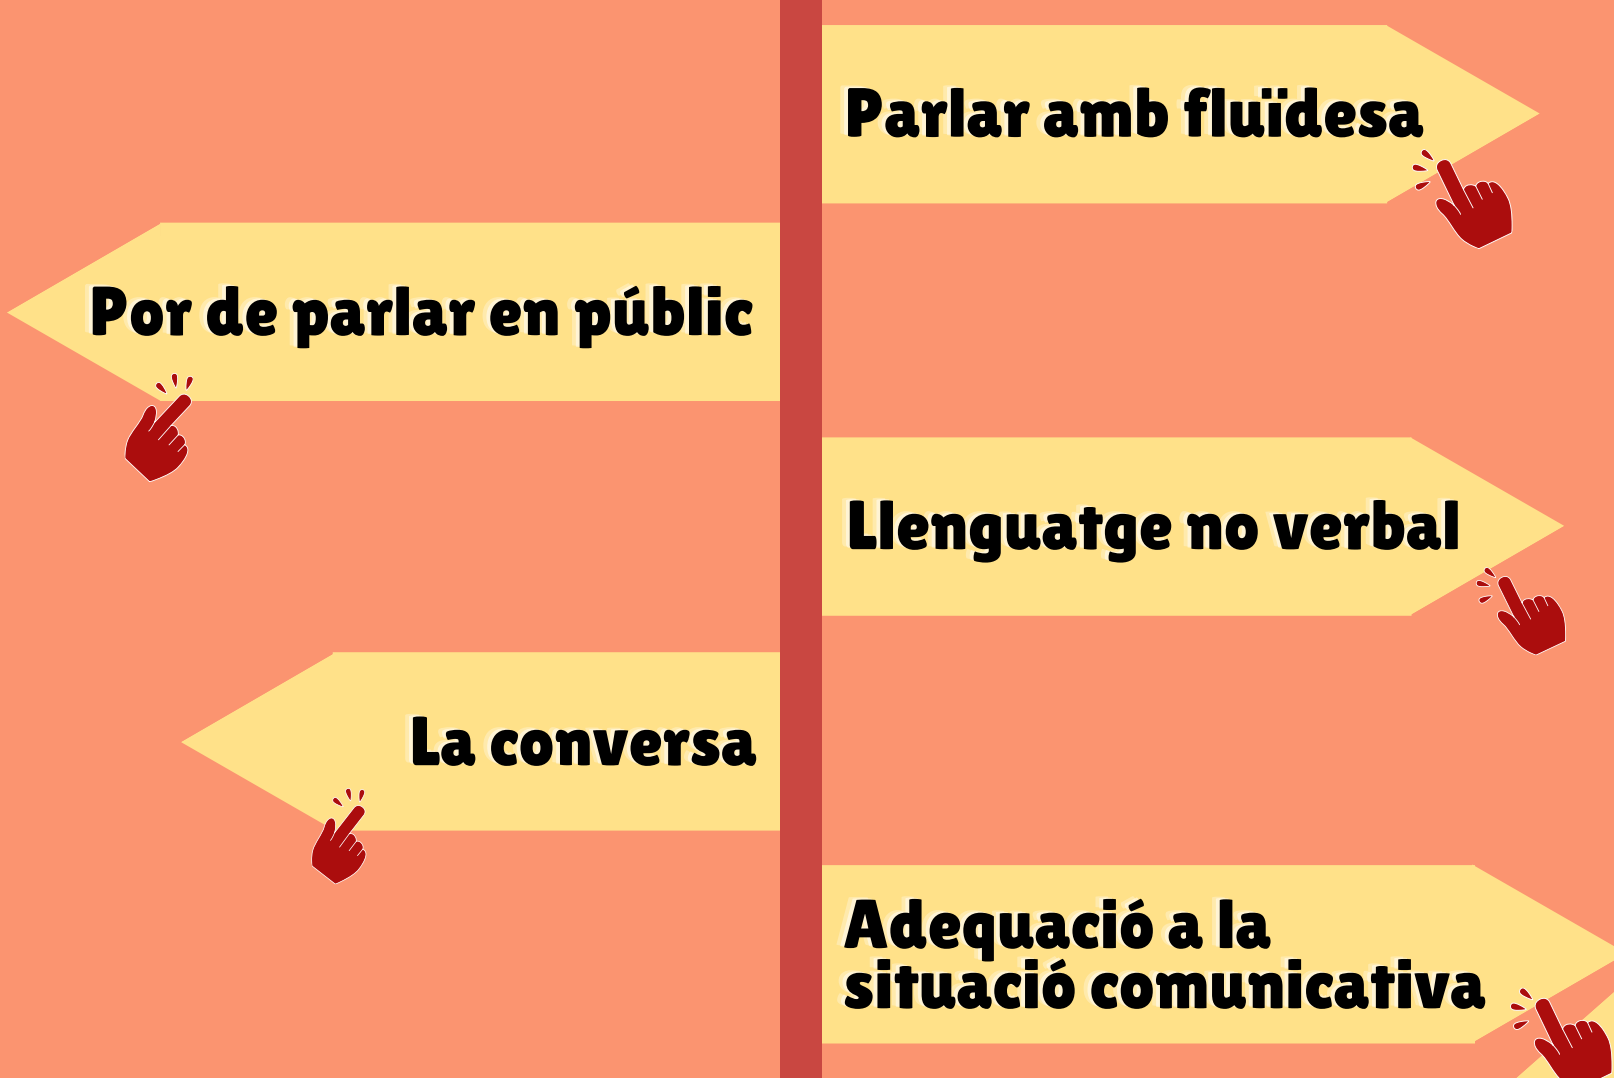 Parlar amb fluïdesa
Por de parlar en públic
Llenguatge no verbal
La conversa
Adequació a la
situació comunicativa